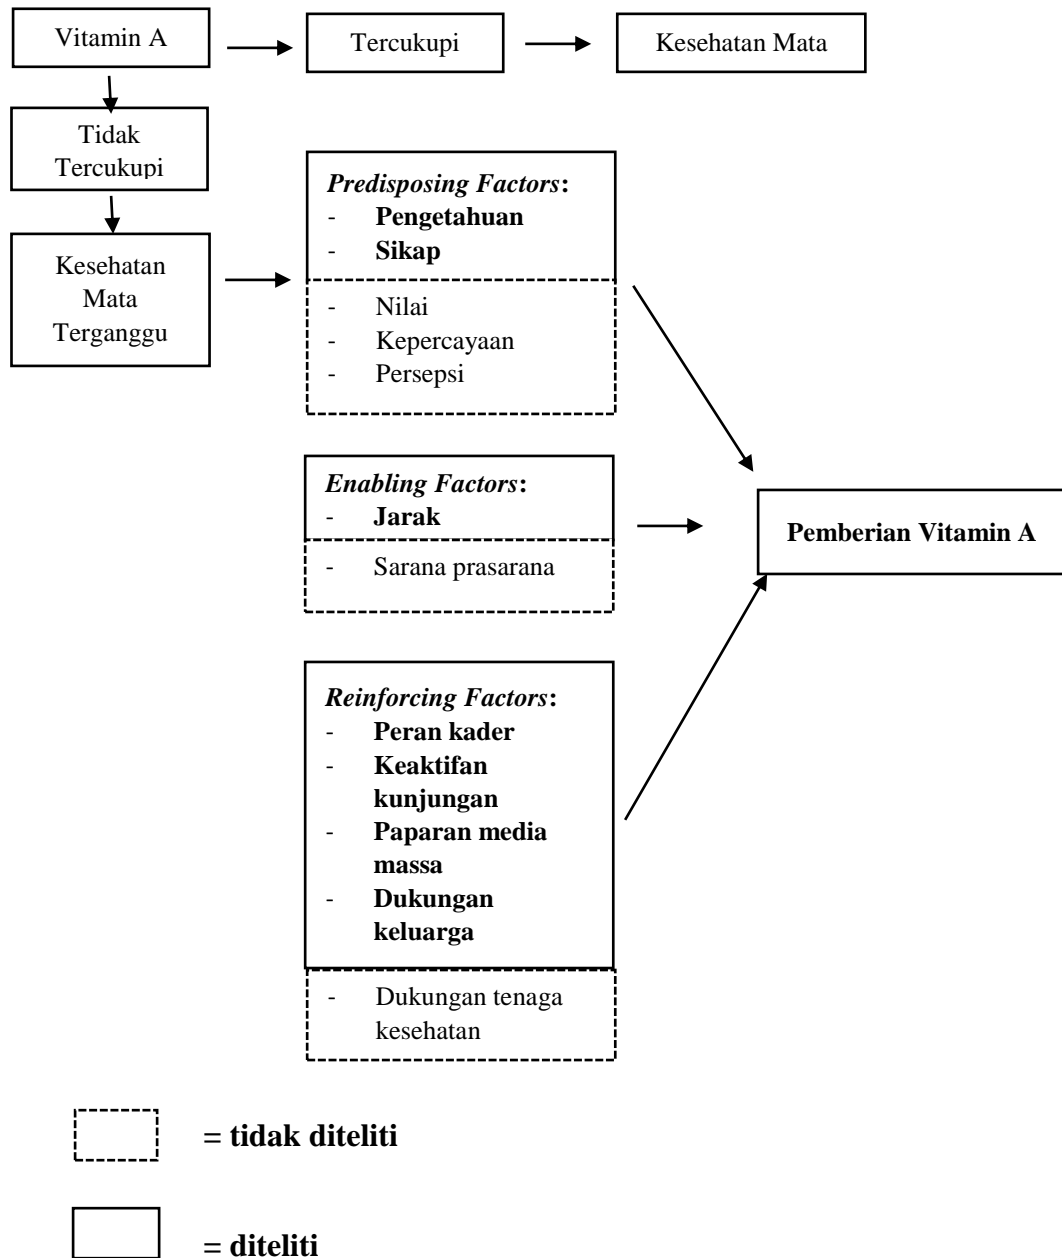 Vitamin A
Tercukupi
Kesehatan Mata
Tidak
Tercukupi
Kesehatan
Mata
Terganggu
Predisposing Factors:
- Pengetahuan
- Sikap
- Nilai
- Kepercayaan
- Persepsi
Enabling Factors:
- Jarak
- Sarana prasarana
Pemberian Vitamin A
Reinforcing Factors:
- Peran kader
- Keaktifan
kunjungan
- Paparan media
massa
- Dukungan
keluarga
- Dukungan tenaga
kesehatan
= tidak diteliti
= diteliti